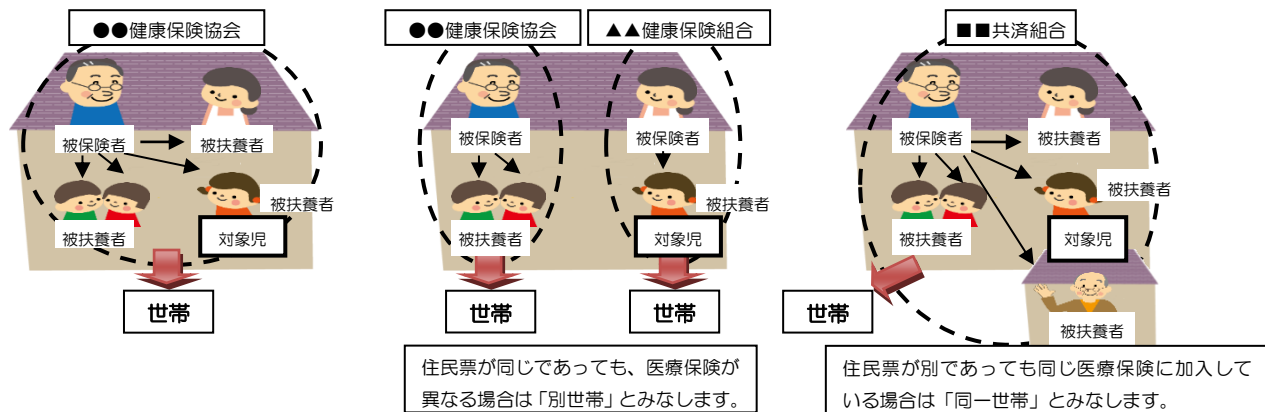 ●●健康保険協会
被保険者
被扶養者
被扶養者
被扶養者
対象児
世帯
●●健康保険協会
▲▲健康保険組合
被保険者
被保険者
被扶養者
被扶養者
対象児
世帯
世帯
住民票が同じであっても、医療保険が
異なる場合は「別世帯」とみなします。
■■共済組合
被保険者
被扶養者
被扶養者
被扶養者
対象児
世帯
被扶養者
住民票が別であっても同じ医療保険に加入して
いる場合は「同一世帯」とみなします。